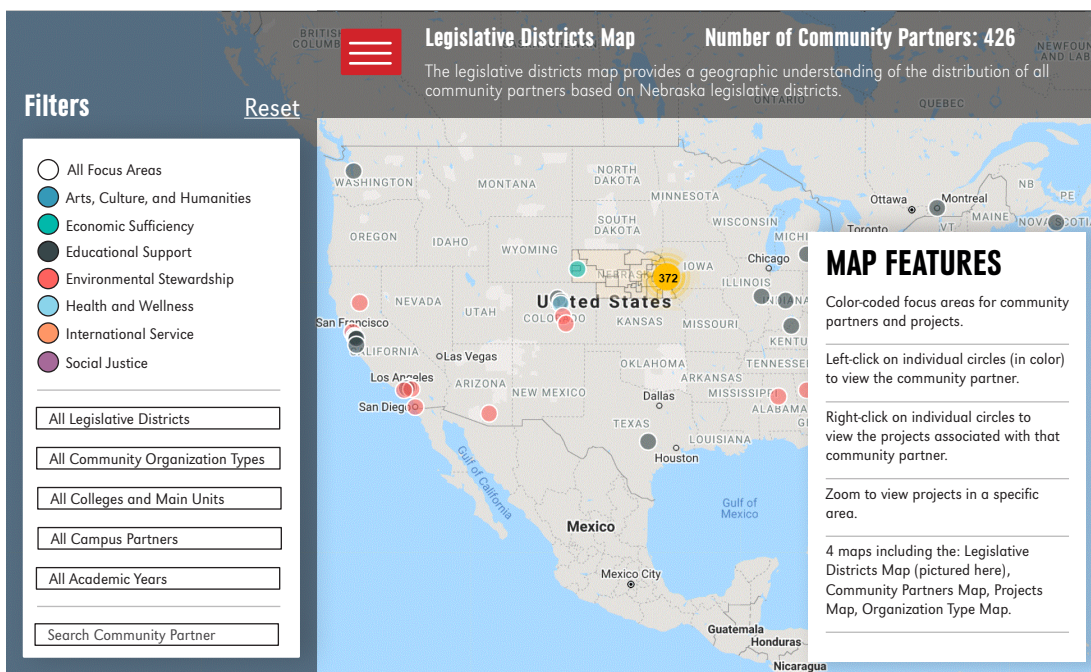 Legislative Districts Map
Number of Community Partners: 426
The legislative districts map provides a geographic understanding of the distribution of all
community partners based on Nebraska legislative districts.
Filters
Reset
All Focus Areas
Arts, Culture, and Humanities
Economic Sufficiency
Educational Support
Environmental Stewardship
Health and Wellness
International Service
Social Justice
All Legislative Districts
All Community Organization Types
All Colleges and Main Units
All Campus Partners
All Academic Years
Search Community Partner
ONTARIO
QUEBEC
NB
PE
NOVA SCOTIA
MAINE
VT
Ottawa
Montreal
Toronto
WASHINGTON
MONTANA
NORTH
DAKOTA
MINNESOTA
SOUTH
DAKOTA
WISCONSIN
OREGON
IDAHO
WYOMING
IOWA
372
Chicago
ILLINOIS
INDIANA
United States
NEVADA
UTAH
COLORADO
KANSAS
MISSOURI
San Francisco
CALIFORNIA
Las Vegas
Los Angeles
San Diego
ARIZONA
NEW MEXICO
OKLAHOMA
ARKANSAS
MISSISSIPPI
ALABAMA
Dallas
TEXAS
LOUISIANA
Houston
Gulf of California
Gulf of
Mexico
Mexico
Mexico City
Guatemala
Honduras
Nicaragua
MAP FEATURES
Color-coded focus areas for community
partners and projects.
Left-click on individual circles (in color)
to view the community partner.
Right-click on individual circles to
view the projects associated with that
community partner.
Zoom to view projects in a specific
area.
4 maps including the: Legislative
Districts Map (pictured here),
Community Partners Map, Projects
Map, Organization Type Map.